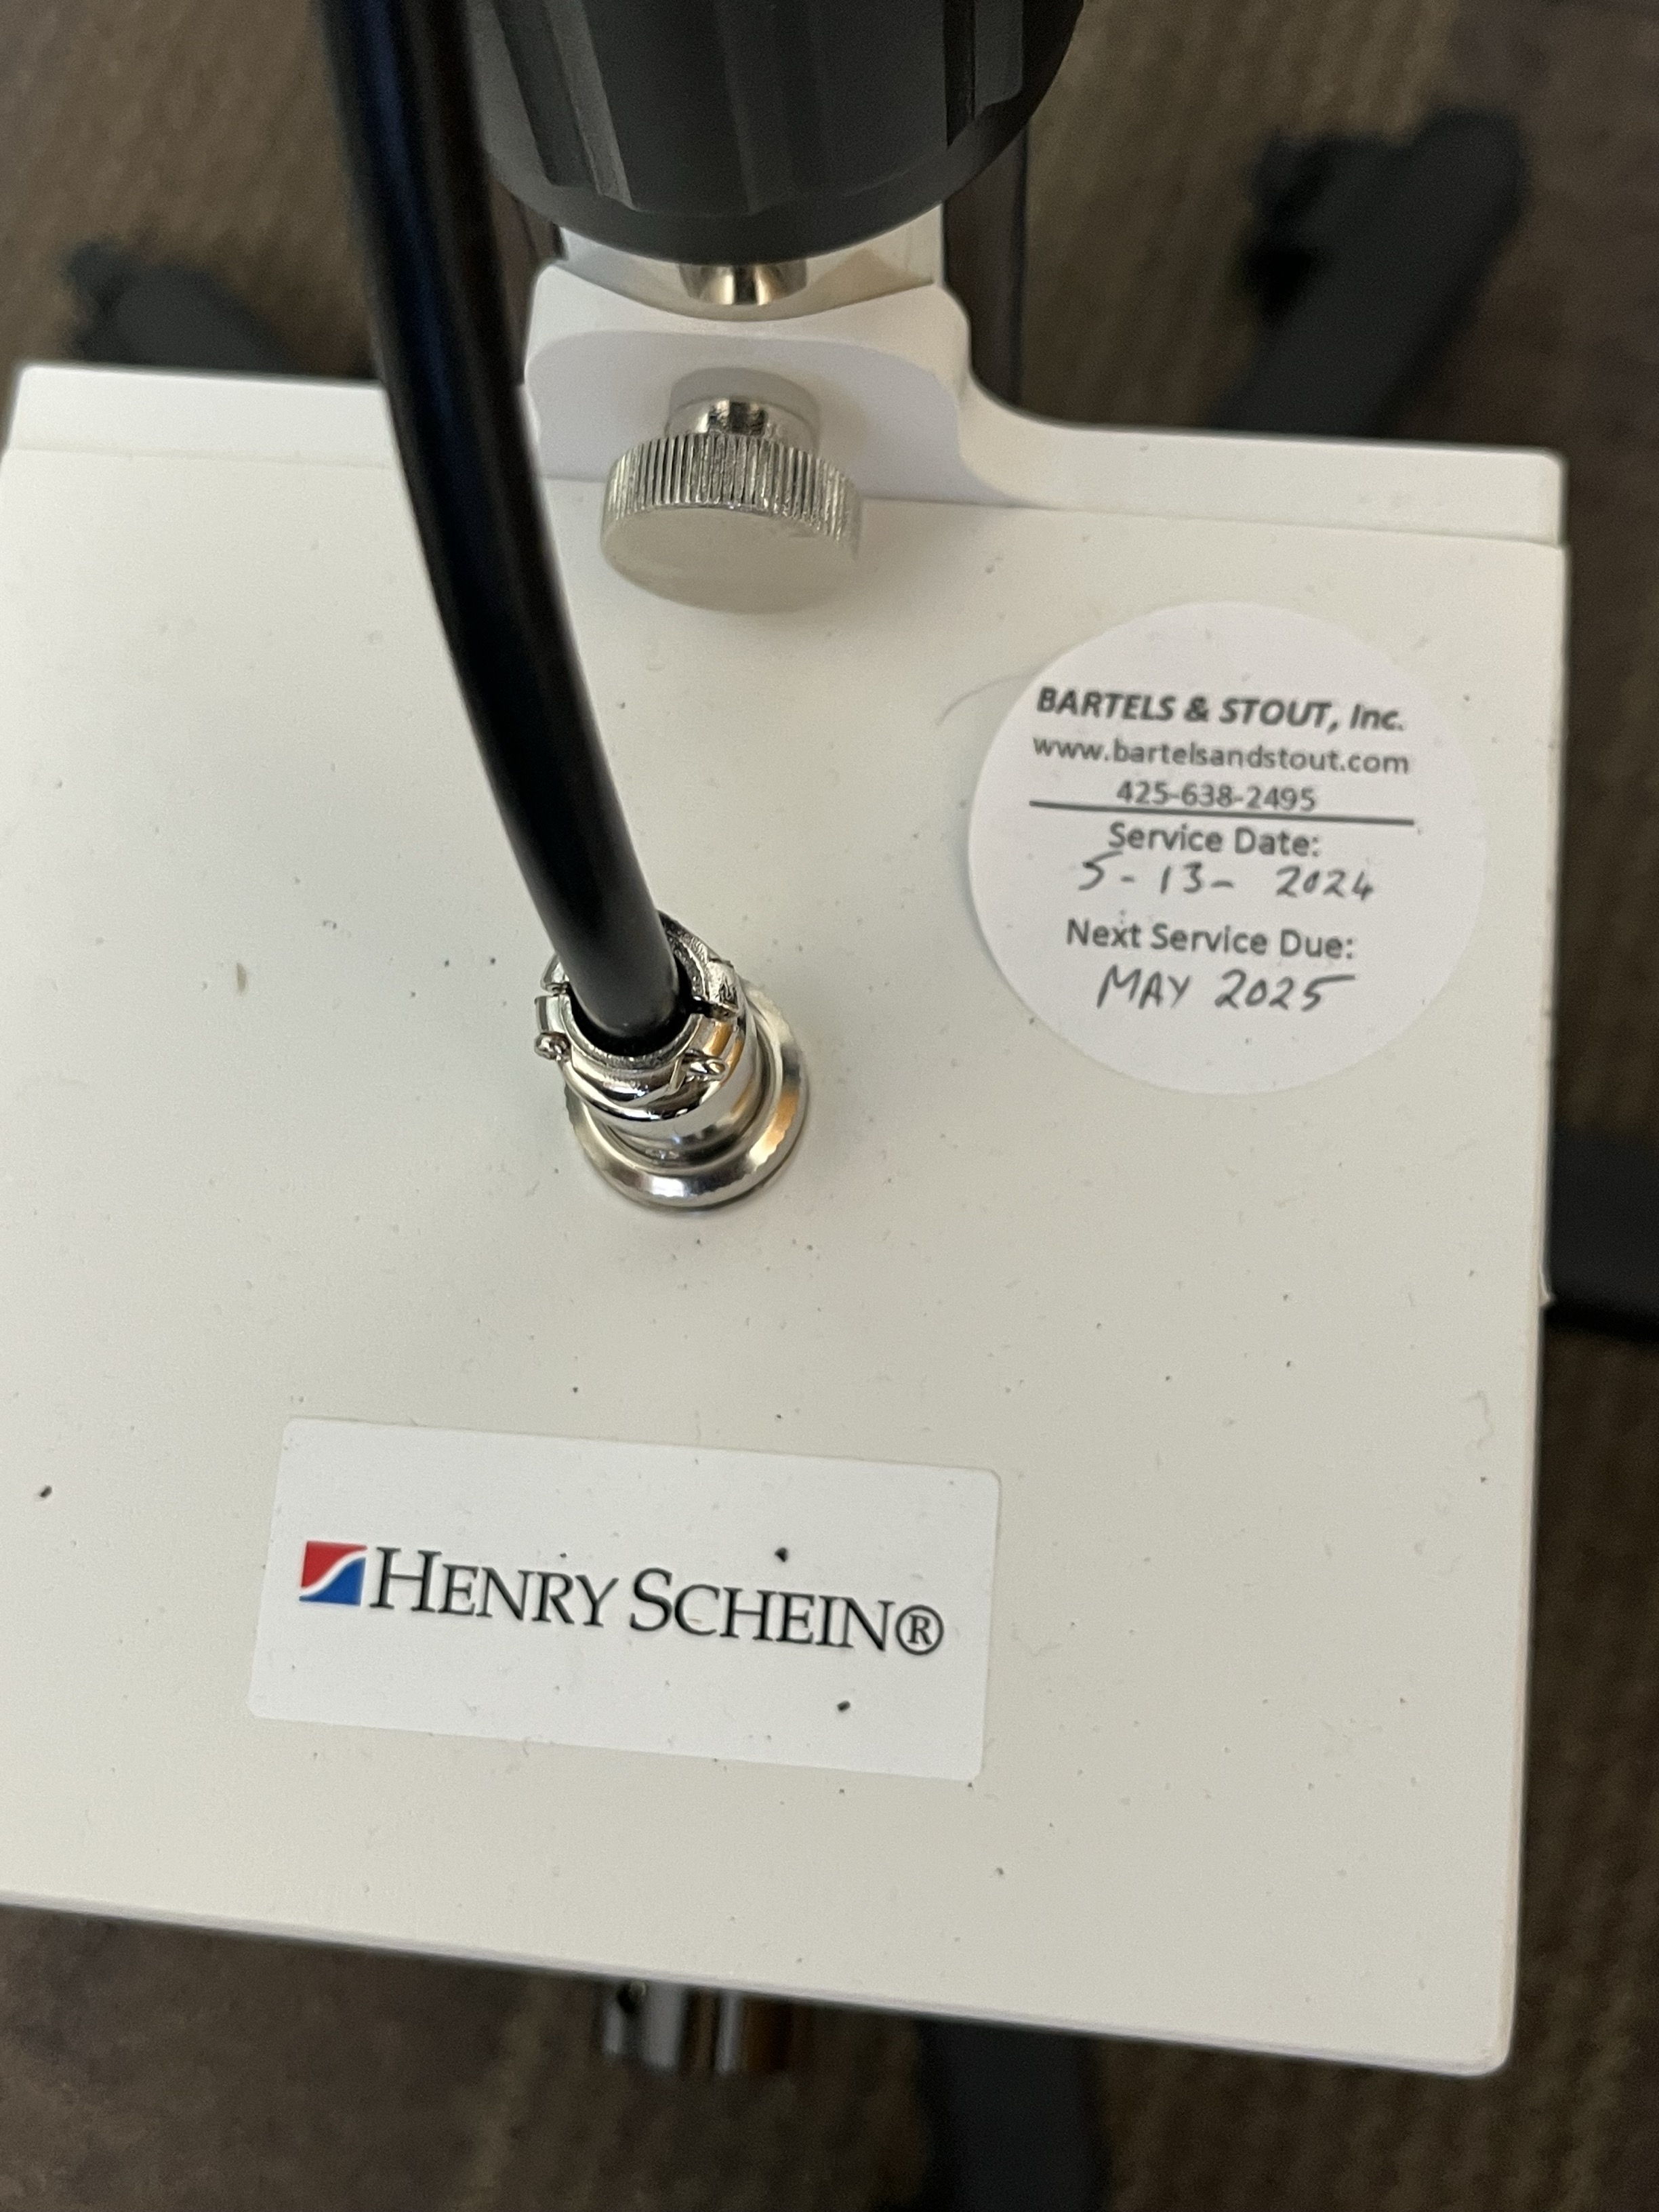 BARTELS & STOUT, Inc.
www.bartelsandstout.com
425-638-2495
Service Date:
5-13-2024
Next Service Due:
MAY 2025
HENRY SCHEIN®